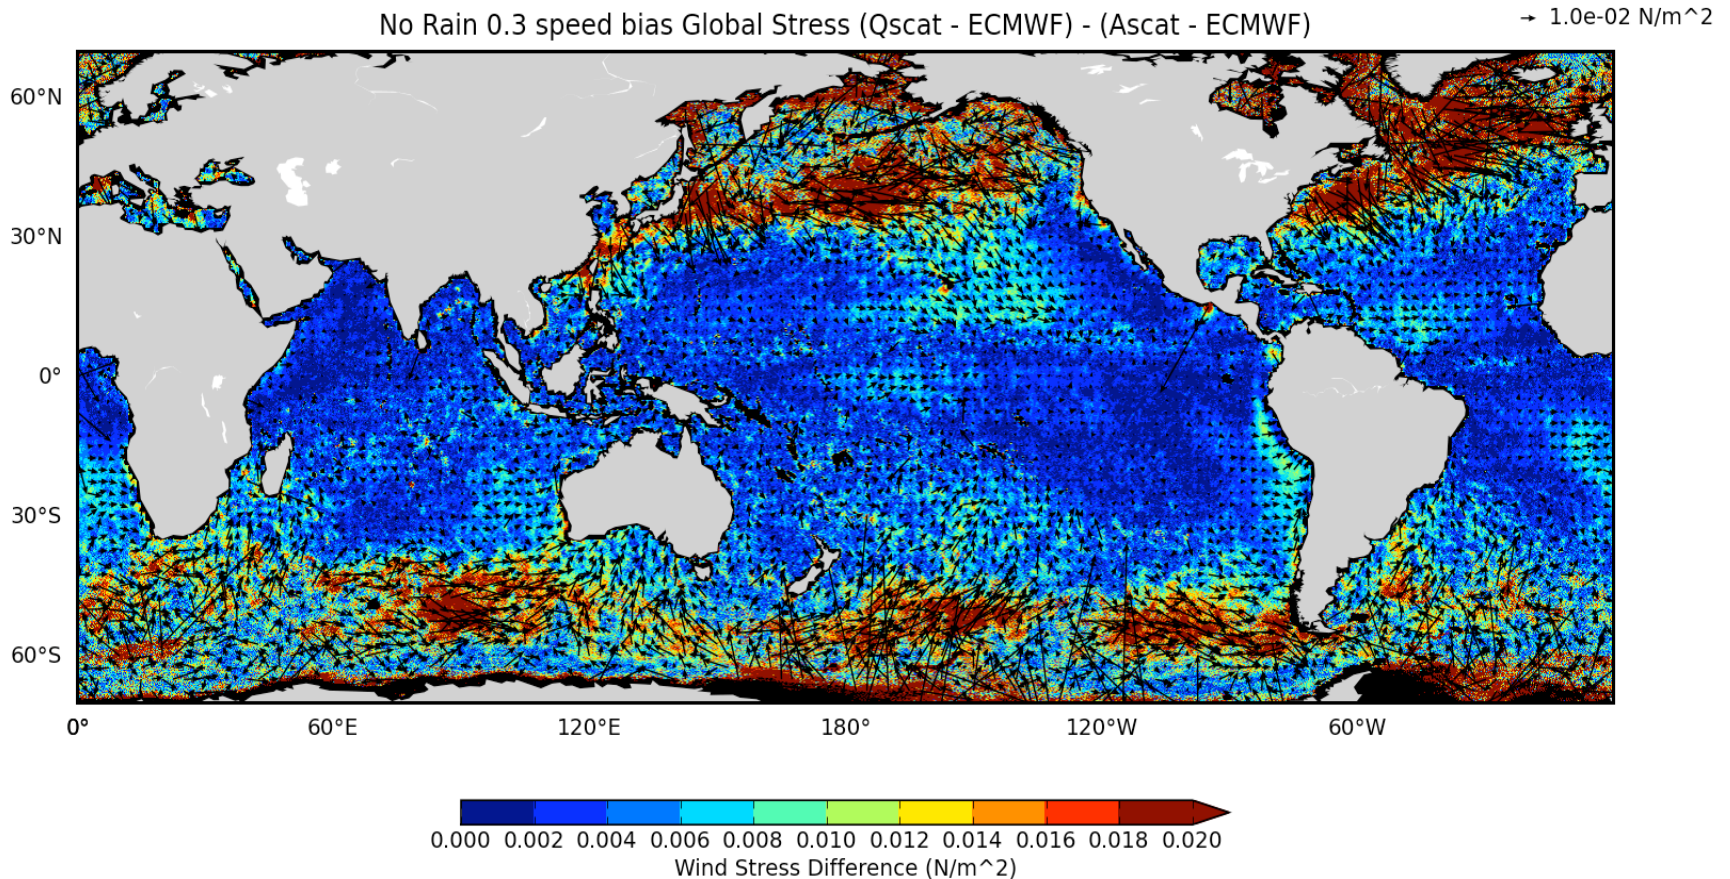 No Rain 0.3 speed bias Global Stress (Qscat - ECMWF) - (Ascat - ECMWF)
1.0e-02 N/m^2
60°N
30°N
0°
30°S
60°S
0° 60°E 120°E 180° 120°W 60°W
0.000 0.002 0.004 0.006 0.008 0.010 0.012 0.014 0.016 0.018 0.020
Wind Stress Difference (N/m^2)